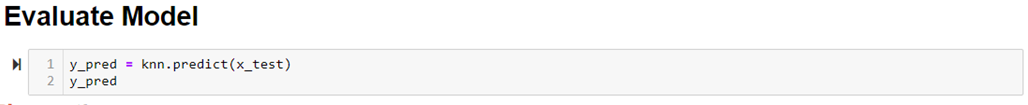 Evaluate Model
1 y_pred = knn.predict(x_test)
2 y_pred